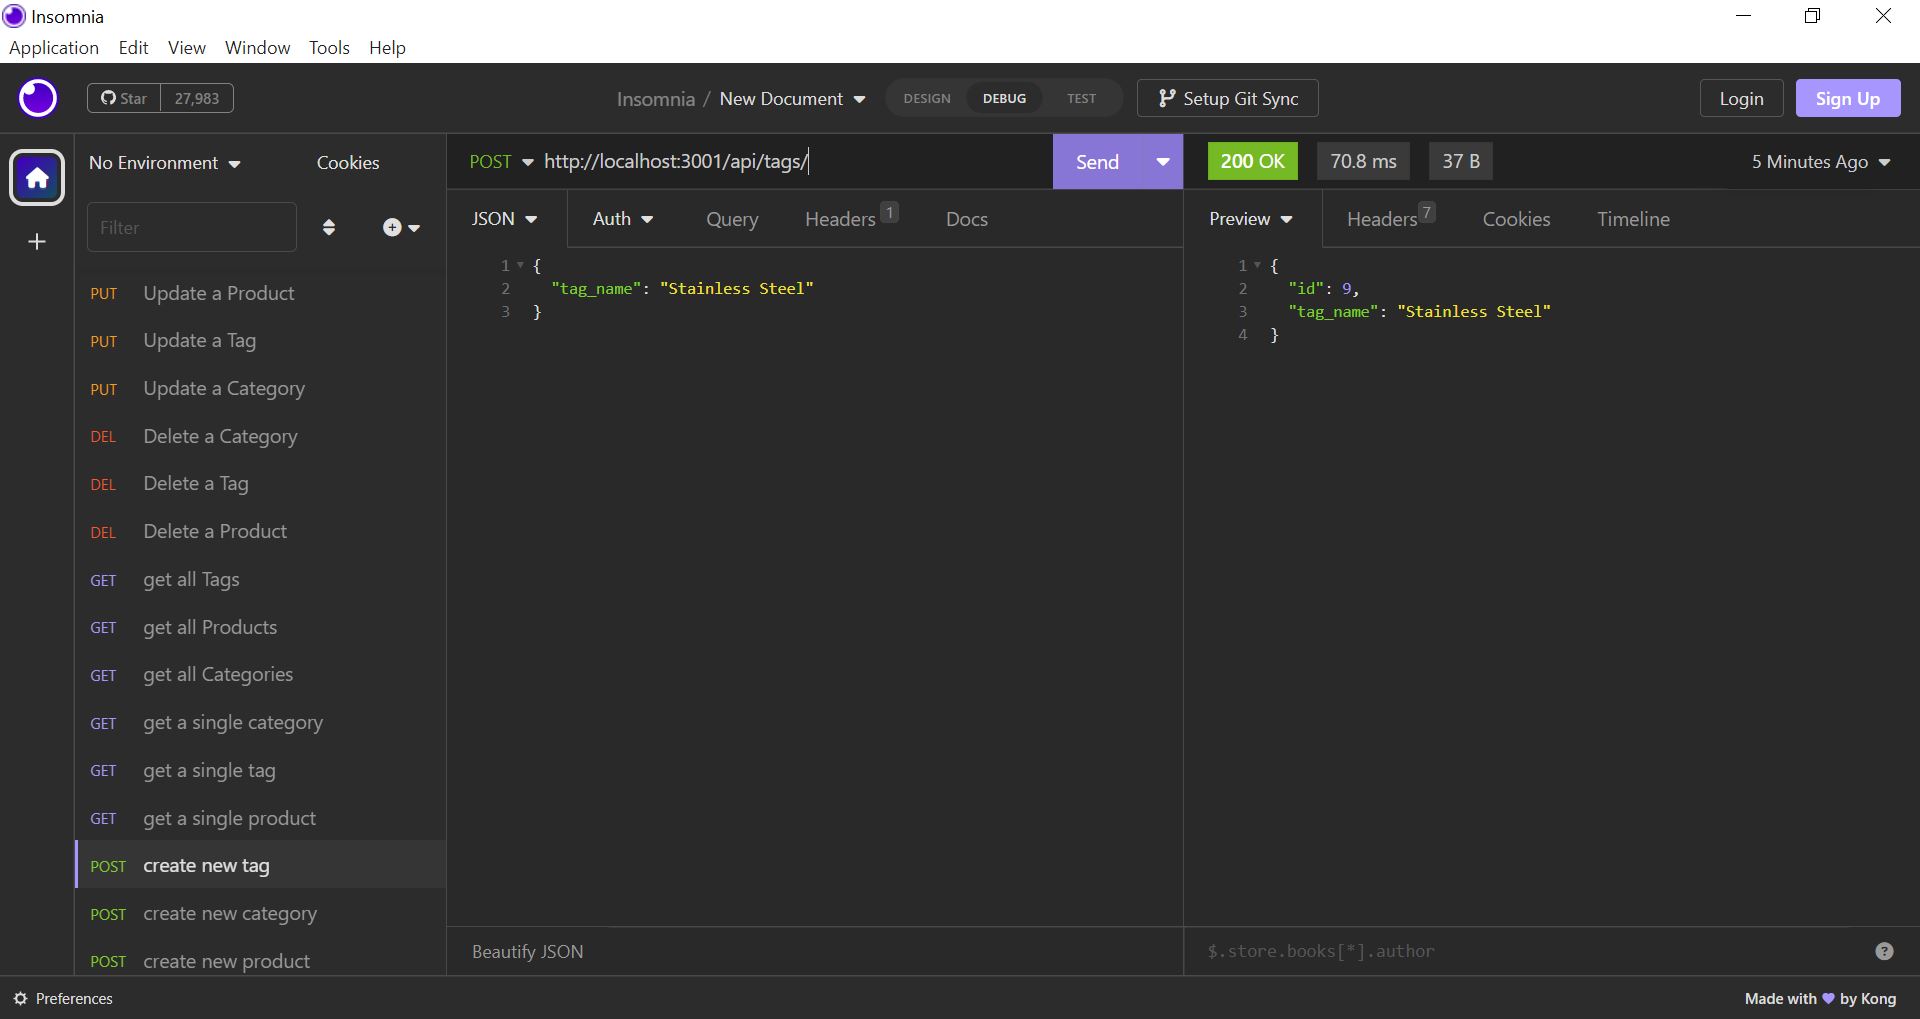 Insomnia
Application Edit View Window Tools Help
Star 27,983
Insomnia / New Document
DESIGN DEBUG TEST
Setup Git Sync
Login
Sign Up
No Environment
Cookies
POST http://localhost:3001/api/tags/
Send
200 OK 70.8 ms 37 B
5 Minutes Ago
Filter
JSON Auth Query Headers 1 Docs
Preview Headers 7 Cookies Timeline
PUT Update a Product
PUT Update a Tag
PUT Update a Category
DEL Delete a Category
DEL Delete a Tag
DEL Delete a Product
GET get all Tags
GET get all Products
GET get all Categories
GET get a single category
GET get a single tag
GET get a single product
POST create new tag
POST create new category
POST create new product
1 {
2 "tag_name": "Stainless Steel"
3 }
1 {
2 "id": 9,
3 "tag_name": "Stainless Steel"
4 }
Beautify JSON
$.store.books[*].author
Preferences
Made with 💜 by Kong